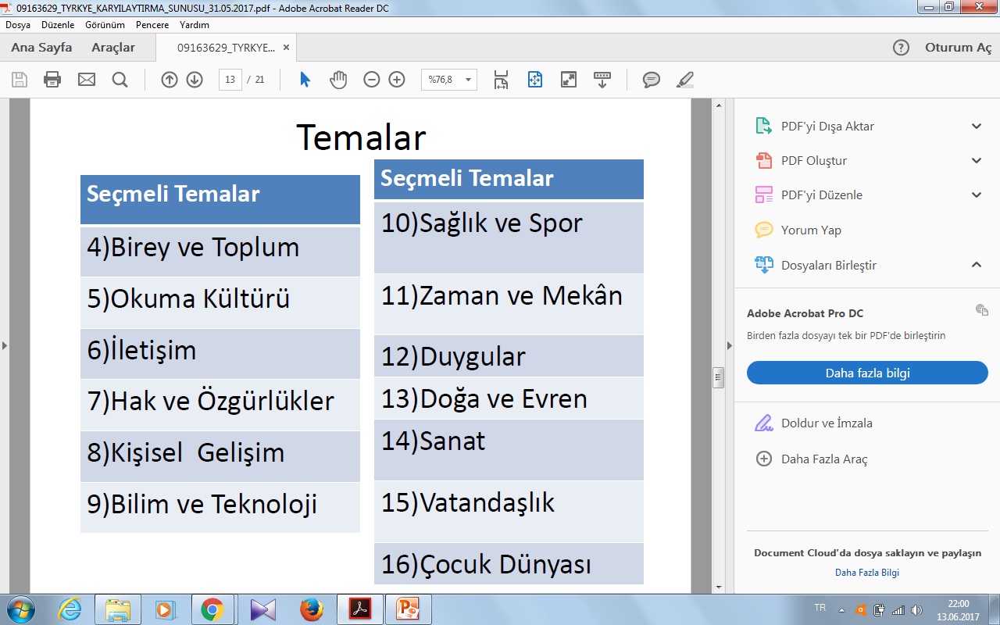 09163629_TYRKYE_KARYILAYTIRMA_SUNUSU_31.05.2017.pdf - Adobe Acrobat Reader DC
Dosya Düzenle Görünüm Pencere Yardım
Ana Sayfa Araçlar 09163629_TYRKYE... × ? Oturum Aç
13 / 21 %76,8
Temalar
Seçmeli Temalar
4)Birey ve Toplum
5)Okuma Kültürü
6)İletişim
7)Hak ve Özgürlükler
8)Kişisel Gelişim
9)Bilim ve Teknoloji
Seçmeli Temalar
10)Sağlık ve Spor
11)Zaman ve Mekân
12)Duygular
13)Doğa ve Evren
14)Sanat
15)Vatandaşlık
16)Çocuk Dünyası
PDF'yi Dışa Aktar
PDF Oluştur
PDF'yi Düzenle
Yorum Yap
Dosyaları Birleştir
Adobe Acrobat Pro DC
Birden fazla dosyayı tek bir PDF'de birleştirin
Daha fazla bilgi
Doldur ve İmzala
Daha Fazla Araç
Document Cloud'da dosya saklayın ve paylaşın
Daha Fazla Bilgi
TR 22:00
13.06.2017